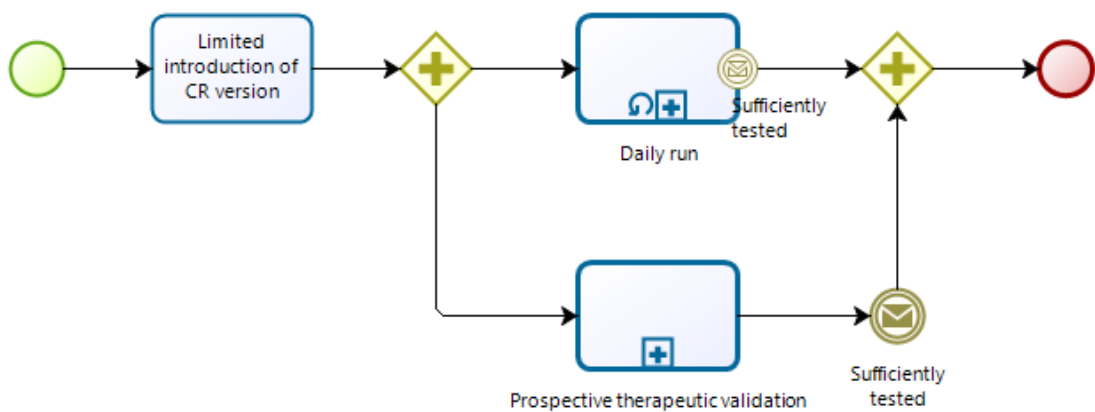 Limited
introduction of
CR version
Sufficiently
tested
Daily run
Prospective therapeutic validation
Sufficiently
tested